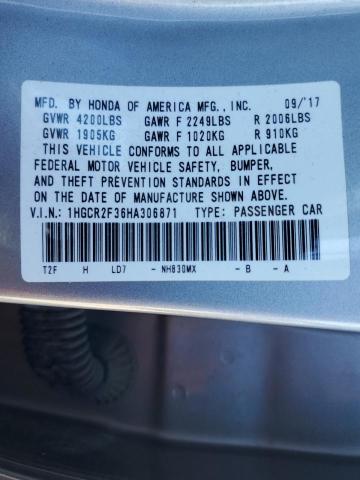 MFD. BY HONDA OF AMERICA MFG., INC. 09/'17
GVWR 4200LBS GAWR F 2249LBS R 2006LBS
GVWR 1905KG GAWR F 1020KG R 910KG
THIS VEHICLE CONFORMS TO ALL APPLICABLE
FEDERAL MOTOR VEHICLE SAFETY, BUMPER,
AND THEFT PREVENTION STANDARDS IN EFFECT
ON THE DATE OF MANUFACTURE SHOWN ABOVE.
V.I.N.: 1HGCR2F36HA306871 TYPE: PASSENGER CAR
T2F H LD7 -NH830MX -B -A